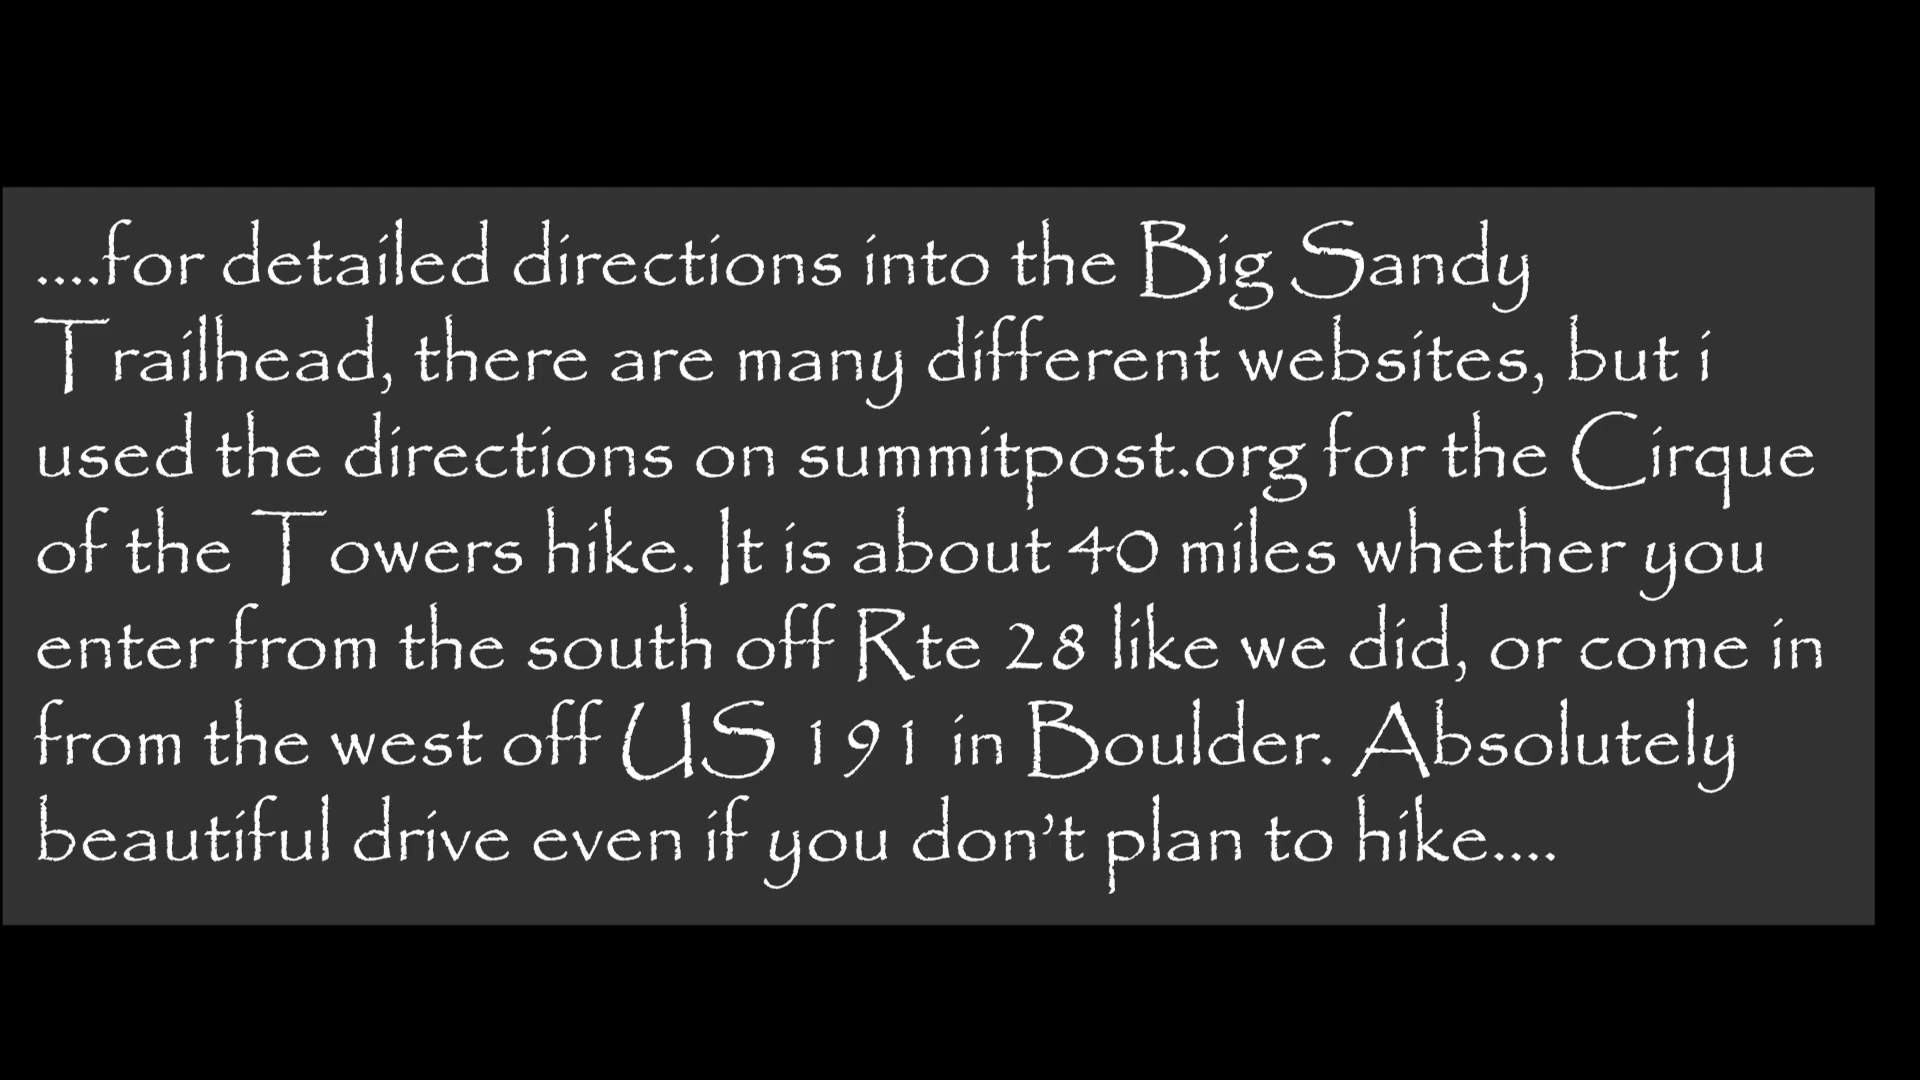 ....for detailed directions into the Big Sandy
Trailhead, there are many different websites, but i
used the directions on summitpost.org for the Cirque
of the Towers hike. It is about 40 miles whether you
enter from the south off Rte 28 like we did, or come in
from the west off US 191 in Boulder. Absolutely
beautiful drive even if you don't plan to hike....